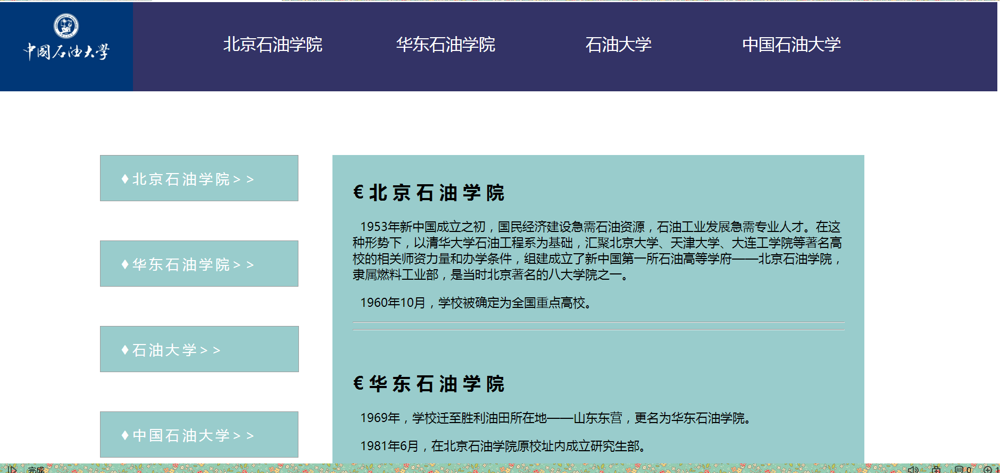 中國石油大學
北京石油学院
华东石油学院
石油大学
中国石油大学
♦北京石油学院>>
♦华东石油学院>>
♦石油大学>>
♦中国石油大学>>
€北京石油学院
1953年新中国成立之初，国民经济建设急需石油资源，石油工业发展急需专业人才。在这
种形势下，以清华大学石油工程系为基础，汇聚北京大学、天津大学、大连工学院等著名高
校的相关师资力量和办学条件，组建成立了新中国第一所石油高等学府——北京石油学院，
隶属燃料工业部，是当时北京著名的八大学院之一。
1960年10月，学校被确定为全国重点高校。
€华东石油学院
1969年，学校迁至胜利油田所在地——山东东营，更名为华东石油学院。
1981年6月，在北京石油学院原校址内成立研究生部。
完成